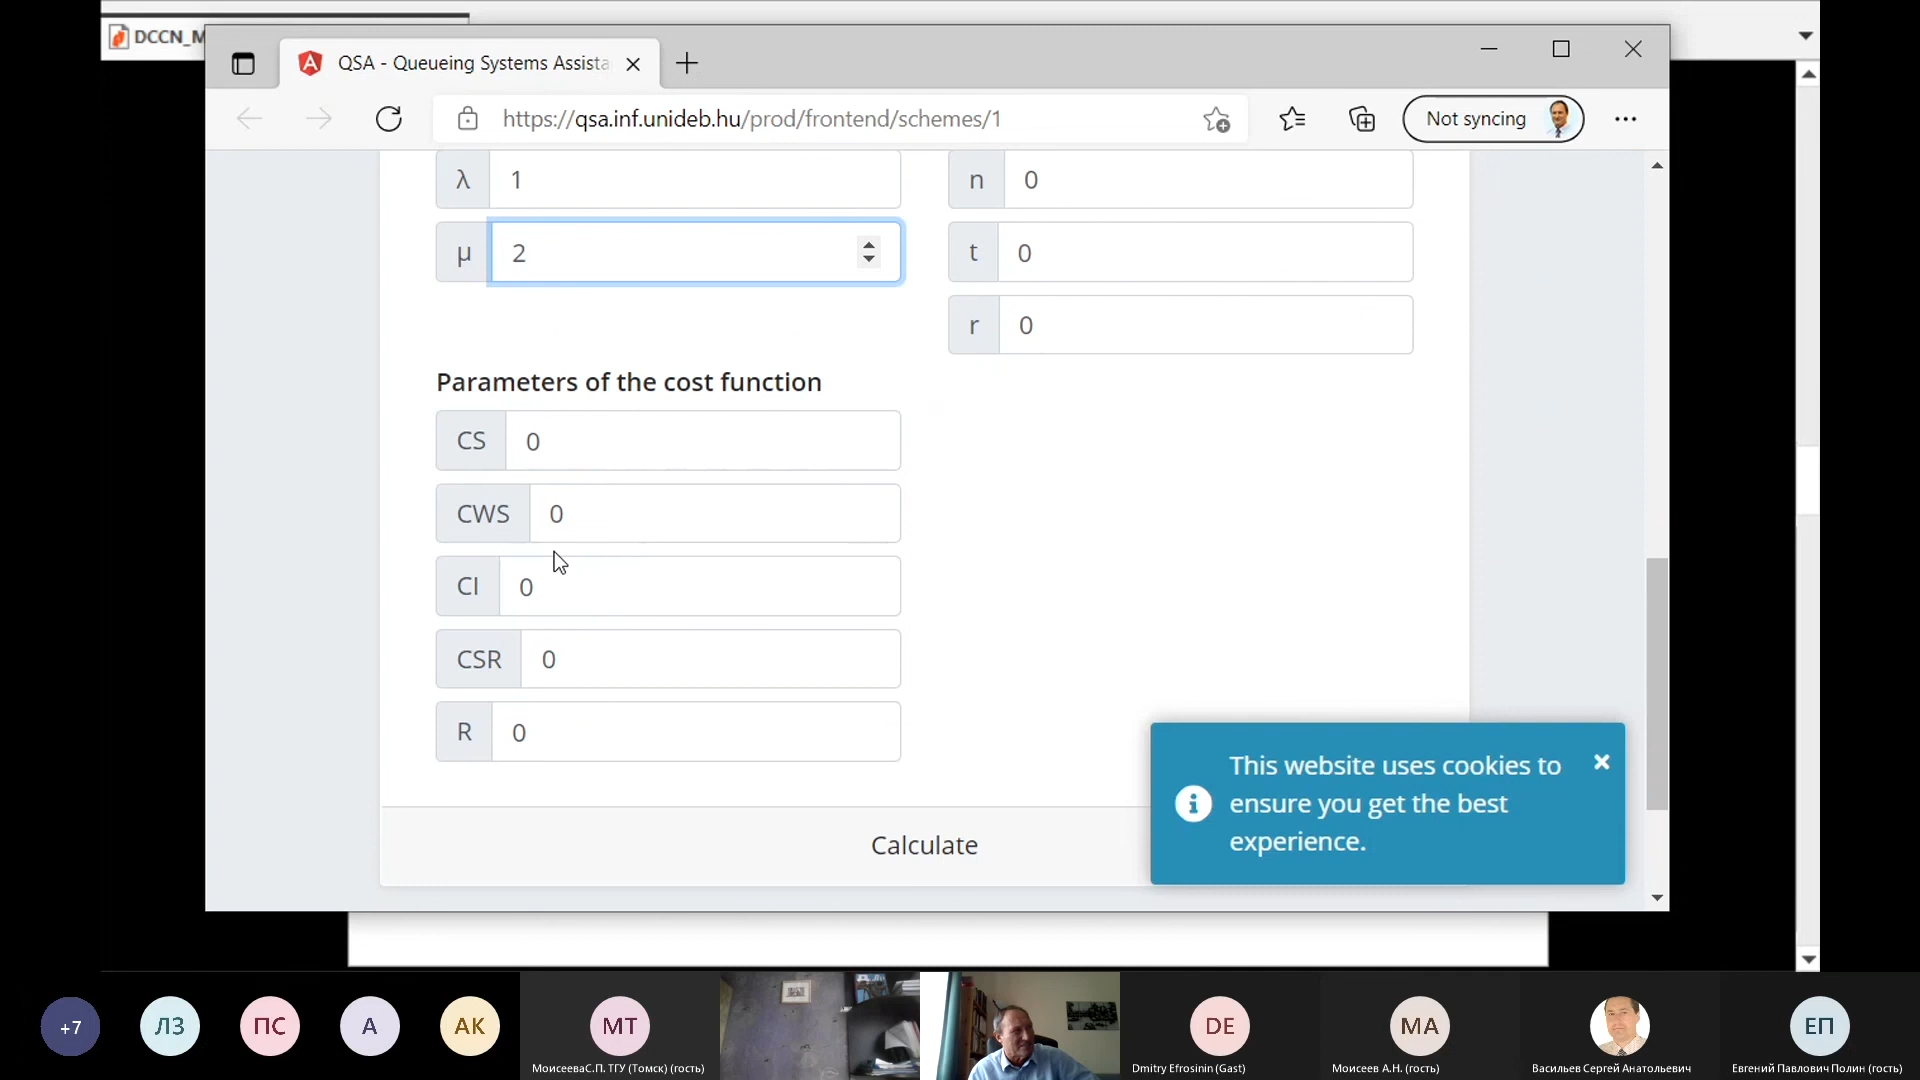 DCCN_M
QSA - Queueing Systems Assista
https://qsa.inf.unideb.hu/prod/frontend/schemes/1
Not syncing
λ 1
n 0
μ 2
t 0
r 0
Parameters of the cost function
CS 0
CWS 0
CI 0
CSR 0
R 0
Calculate
This website uses cookies to
ensure you get the best
experience.
+7
ЛЗ
ПС
А
АК
МТ
DE
МА
ЕП
МоисееваС.П. ТГУ (Томск) (гость)
Dmitry Efrosinin (Gast)
Моисеев А.Н. (гость)
Васильев Сергей Анатольевич
Евгений Павлович Полин (гость)